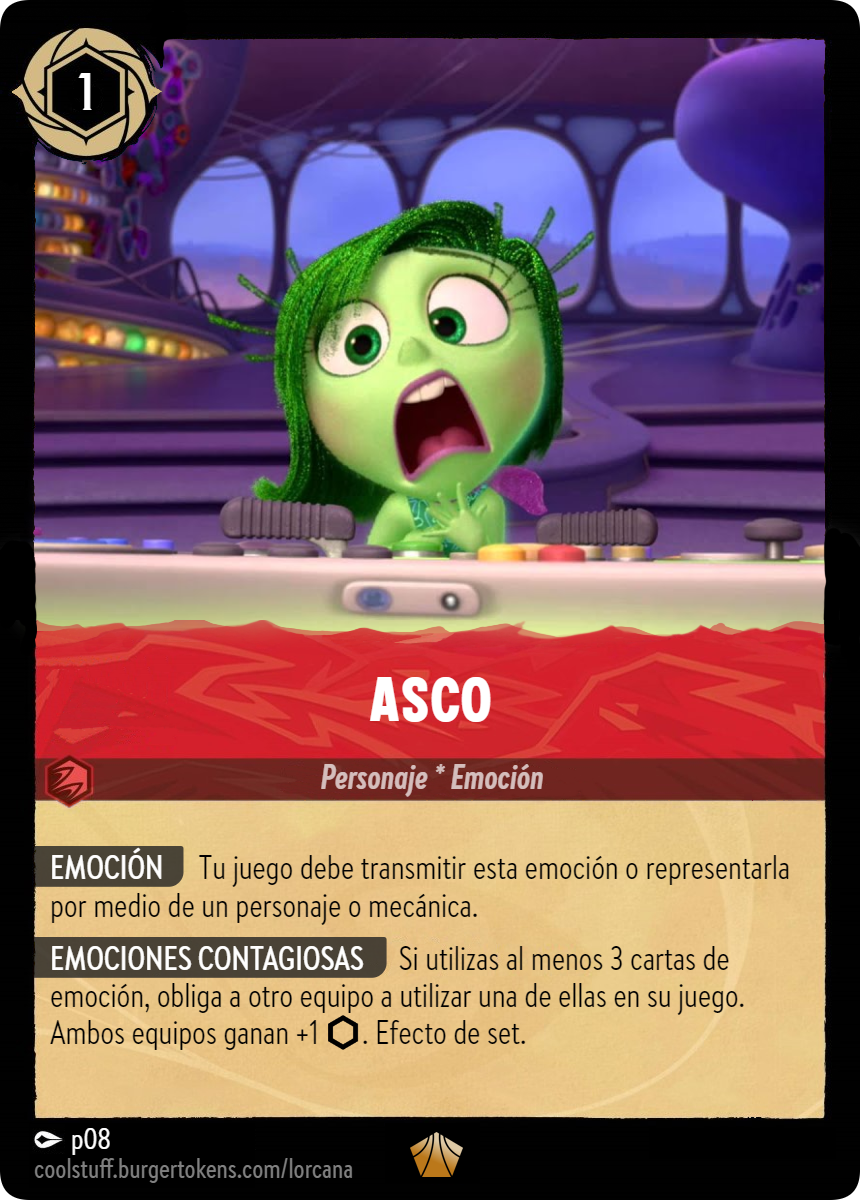 1
ASCO
Personaje * Emoción
EMOCIÓN Tu juego debe transmitir esta emoción o representarla
por medio de un personaje o mecánica.
EMOCIONES CONTAGIOSAS Si utilizas al menos 3 cartas de
emoción, obliga a otro equipo a utilizar una de ellas en su juego.
Ambos equipos ganan +1 . Efecto de set.
p08
coolstuff.burgertokens.com/lorcana